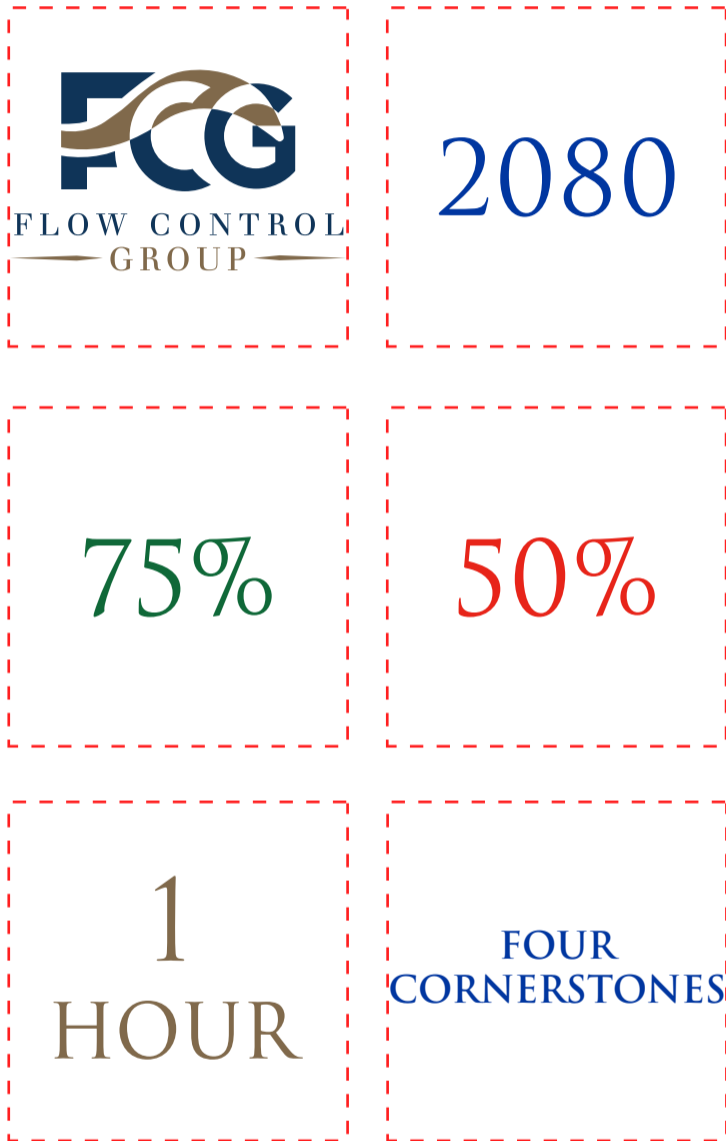 FCG
FLOW CONTROL
GROUP
2080
75%
50%
1
HOUR
FOUR
CORNERSTONES